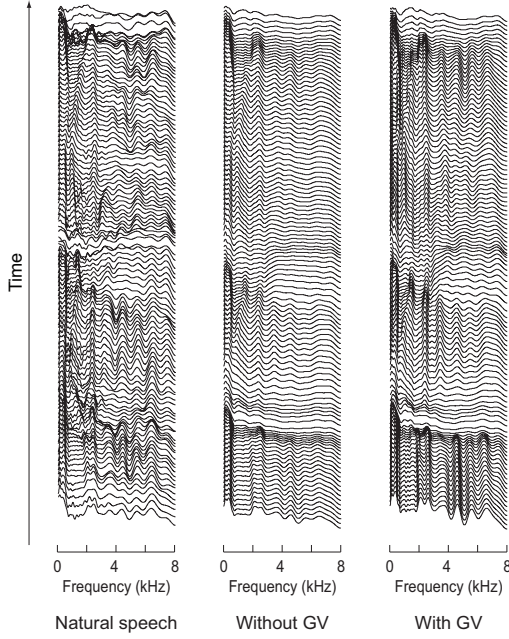 Time
0 4 8 0 4 8 0 4 8
Frequency (kHz) Frequency (kHz) Frequency (kHz)
Natural speech Without GV With GV